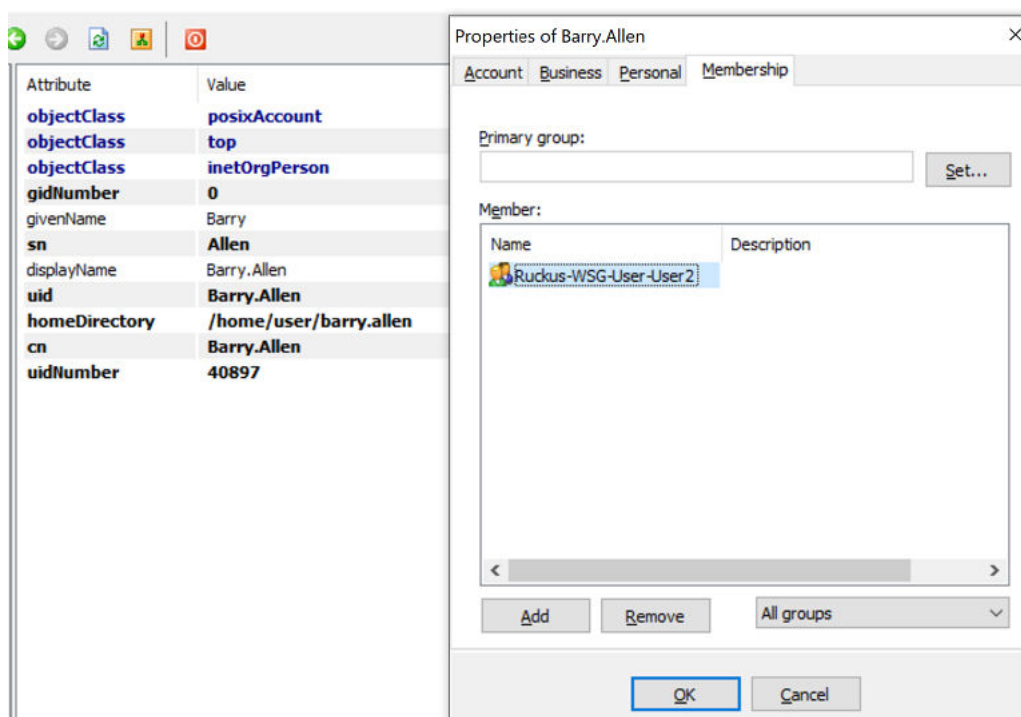 Attribute Value
objectClass posixAccount
objectClass top
objectClass inetOrgPerson
gidNumber 0
givenName Barry
sn Allen
displayName Barry.Allen
uid Barry.Allen
homeDirectory /home/user/barry.allen
cn Barry.Allen
uidNumber 40897
Properties of Barry.Allen
Account Business Personal Membership
Primary group:
Set...
Member:
Name Description
Ruckus-WSG-User-User2
Add Remove All groups
OK Cancel